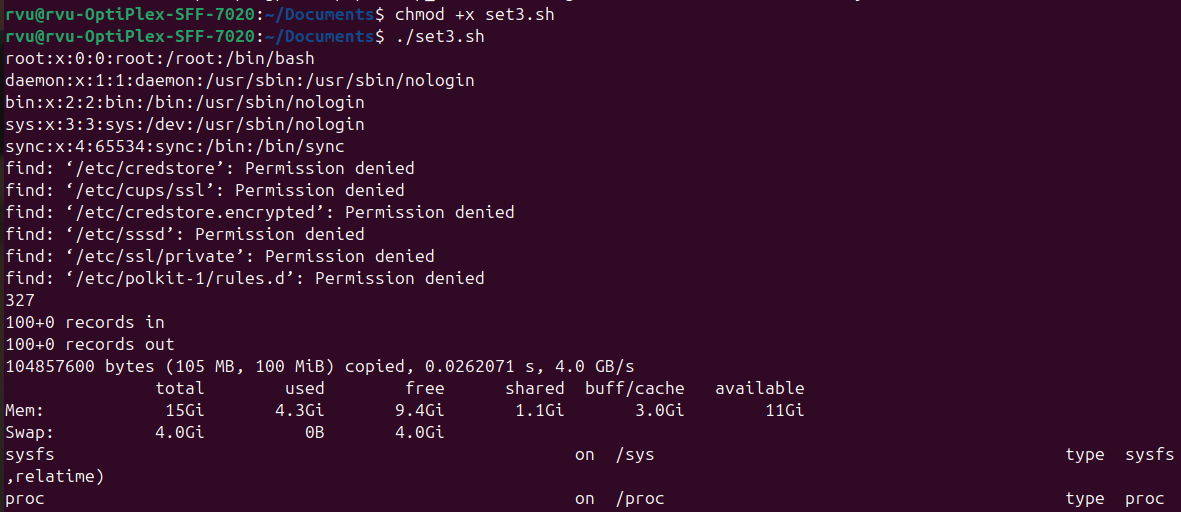 rvu@rvu-OptiPlex-SFF-7020:~/Documents$ chmod +x set3.sh
rvu@rvu-OptiPlex-SFF-7020:~/Documents$ ./set3.sh
root:x:0:0:root:/root:/bin/bash
daemon:x:1:1:daemon:/usr/sbin:/usr/sbin/nologin
bin:x:2:2:bin:/bin:/usr/sbin/nologin
sys:x:3:3:sys:/dev:/usr/sbin/nologin
sync:x:4:65534:sync:/bin:/bin/sync
find: ‘/etc/credstore’: Permission denied
find: ‘/etc/cups/ssl’: Permission denied
find: ‘/etc/credstore.encrypted’: Permission denied
find: ‘/etc/sssd’: Permission denied
find: ‘/etc/ssl/private’: Permission denied
find: ‘/etc/polkit-1/rules.d’: Permission denied
327
100+0 records in
100+0 records out
104857600 bytes (105 MB, 100 MiB) copied, 0.0262071 s, 4.0 GB/s
total used free shared buff/cache available
Mem: 15Gi 4.3Gi 9.4Gi 1.1Gi 3.0Gi 11Gi
Swap: 4.0Gi 0B 4.0Gi
sysfs on /sys type sysfs
,relatime)
proc on /proc type proc